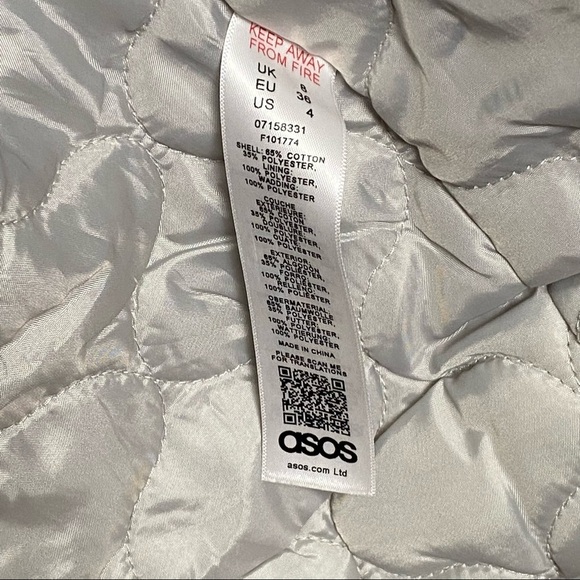 KEEP AWAY
FROM FIRE
UK 8
EU 36
US 4
07158331
F101774
SHELL: 65% COTTON
35% POLYESTER,
LINING:
100% POLYESTER,
WADDING:
100% POLYESTER
COUCHE
EXTÉRIEURE:
65% COTON
35% POLYESTER,
DOUBLURE:
100% POLYESTER,
OUATE:
100% POLYESTER
EXTERIOR:
65% ALGODÓN
35% POLIÉSTER,
FORRO:
100% POLIÉSTER,
RELLENO:
100% POLIÉSTER
OBERMATERIAL:
65% BAUMWOLLE
35% POLYESTER,
FUTTER:
100% POLYESTER,
WATTIERUNG:
100% POLYESTER
MADE IN CHINA
PLEASE SCAN ME
FOR TRANSLATIONS
asos
asos.com Ltd